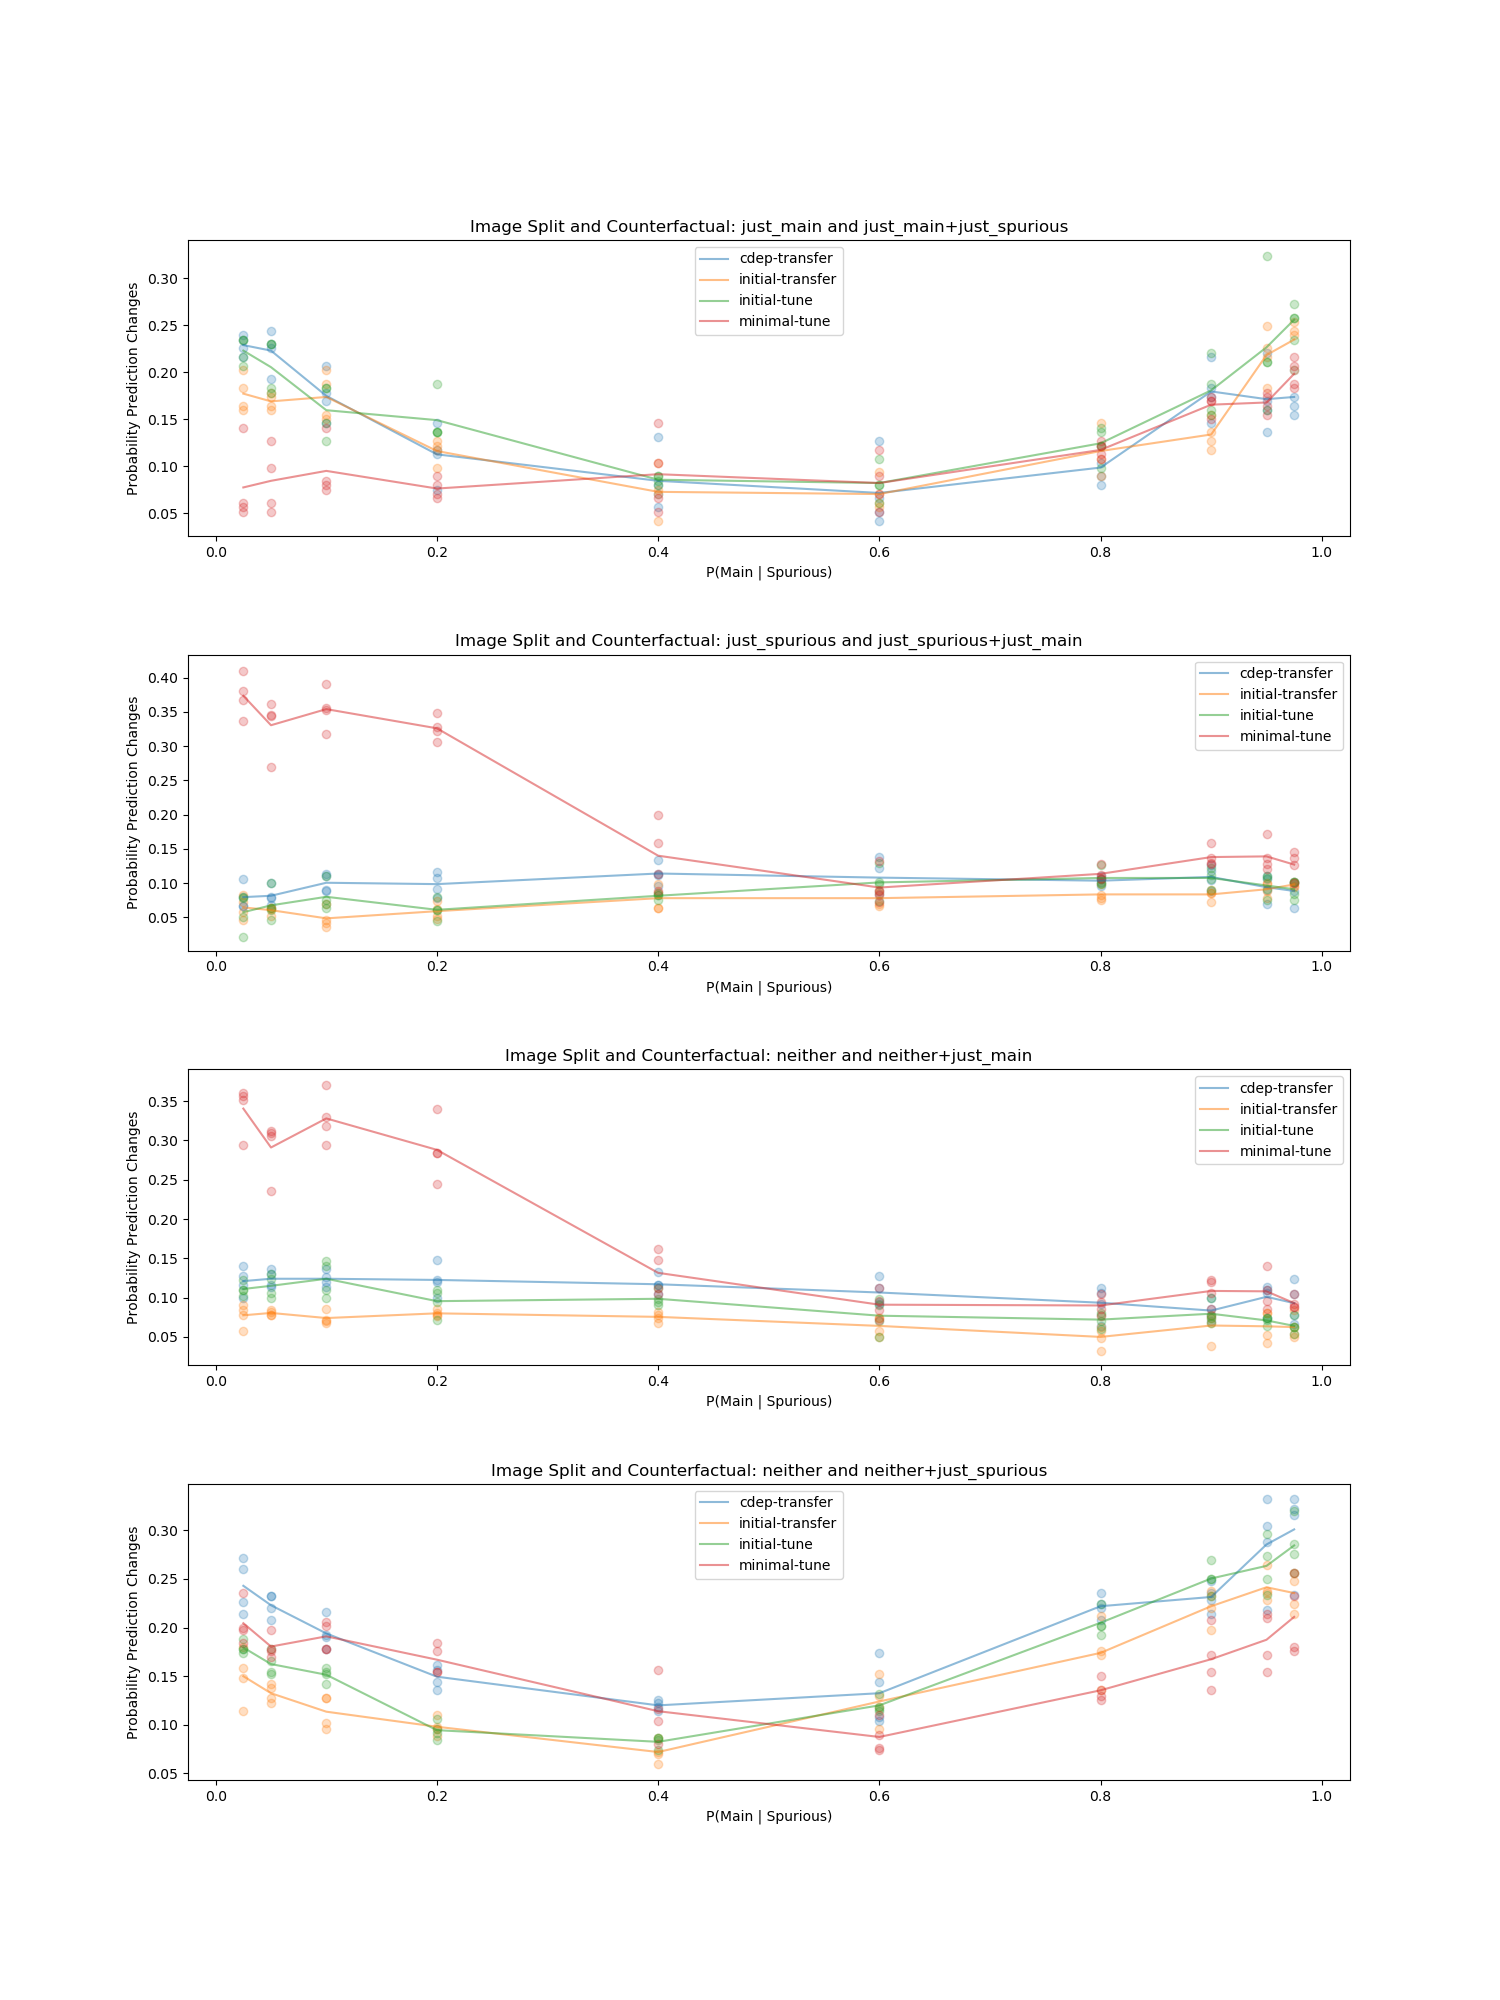 Image Split and Counterfactual: just_main and just_main+just_spurious
cdep-transfer
initial-transfer
initial-tune
minimal-tune
Probability Prediction Changes
0.30
0.25
0.20
0.15
0.10
0.05
0.0 0.2 0.4 0.6 0.8 1.0
P(Main | Spurious)
Image Split and Counterfactual: just_spurious and just_spurious+just_main
cdep-transfer
initial-transfer
initial-tune
minimal-tune
Probability Prediction Changes
0.40
0.35
0.30
0.25
0.20
0.15
0.10
0.05
0.0 0.2 0.4 0.6 0.8 1.0
P(Main | Spurious)
Image Split and Counterfactual: neither and neither+just_main
cdep-transfer
initial-transfer
initial-tune
minimal-tune
Probability Prediction Changes
0.35
0.30
0.25
0.20
0.15
0.10
0.05
0.0 0.2 0.4 0.6 0.8 1.0
P(Main | Spurious)
Image Split and Counterfactual: neither and neither+just_spurious
cdep-transfer
initial-transfer
initial-tune
minimal-tune
Probability Prediction Changes
0.30
0.25
0.20
0.15
0.10
0.05
0.0 0.2 0.4 0.6 0.8 1.0
P(Main | Spurious)